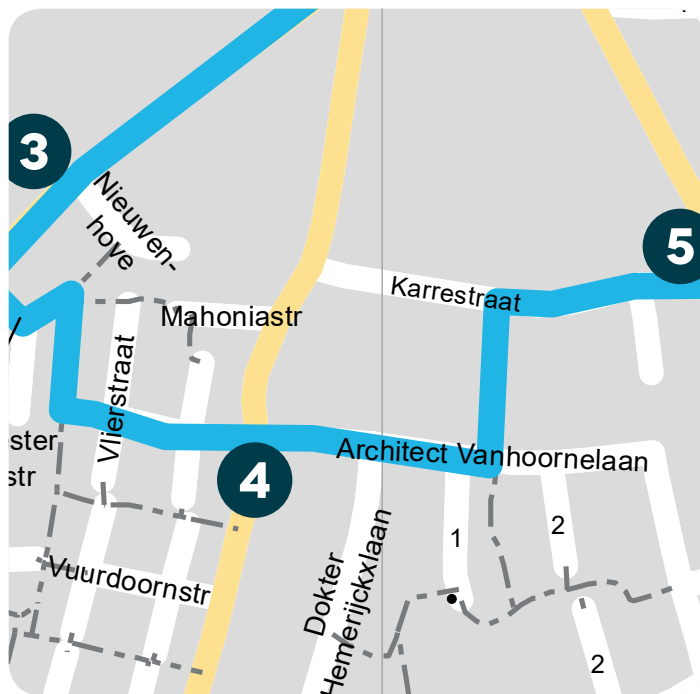 3
Nieuwen-
hove
5
Karrestraat
Mahoniastr
Vlierstraat
ster
str
Architect Vanhoornelaan
4
1
2
Dokter
Hemerijckxlaan
Vuurdoornstr
2